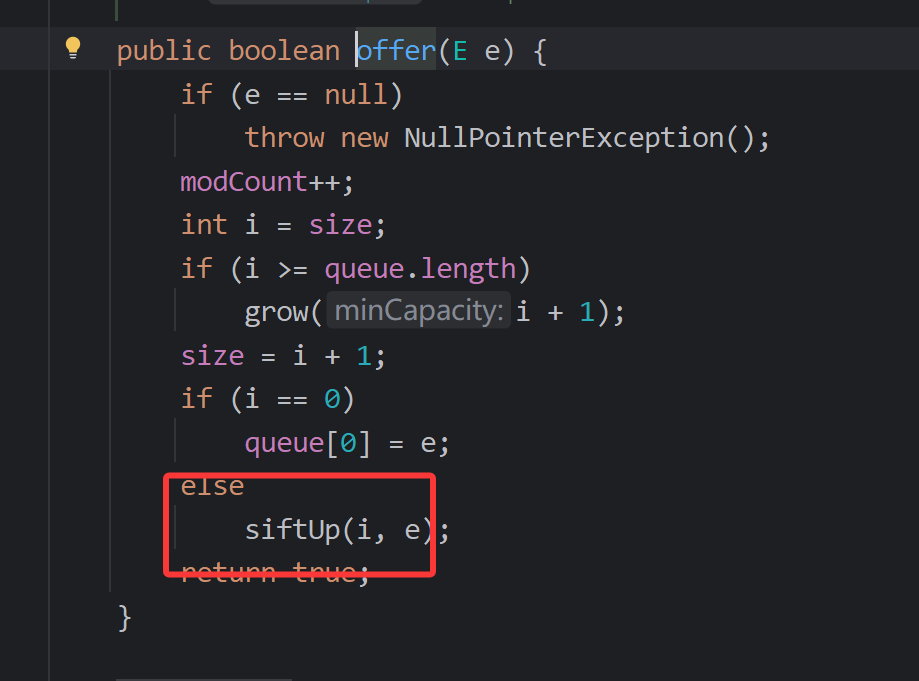 public boolean offer(E e) {
if (e == null)
throw new NullPointerException();
modCount++;
int i = size;
if (i >= queue.length)
grow( minCapacity: i + 1);
size = i + 1;
if (i == 0)
queue[0] = e;
else
siftUp(i, e);
return true;
}